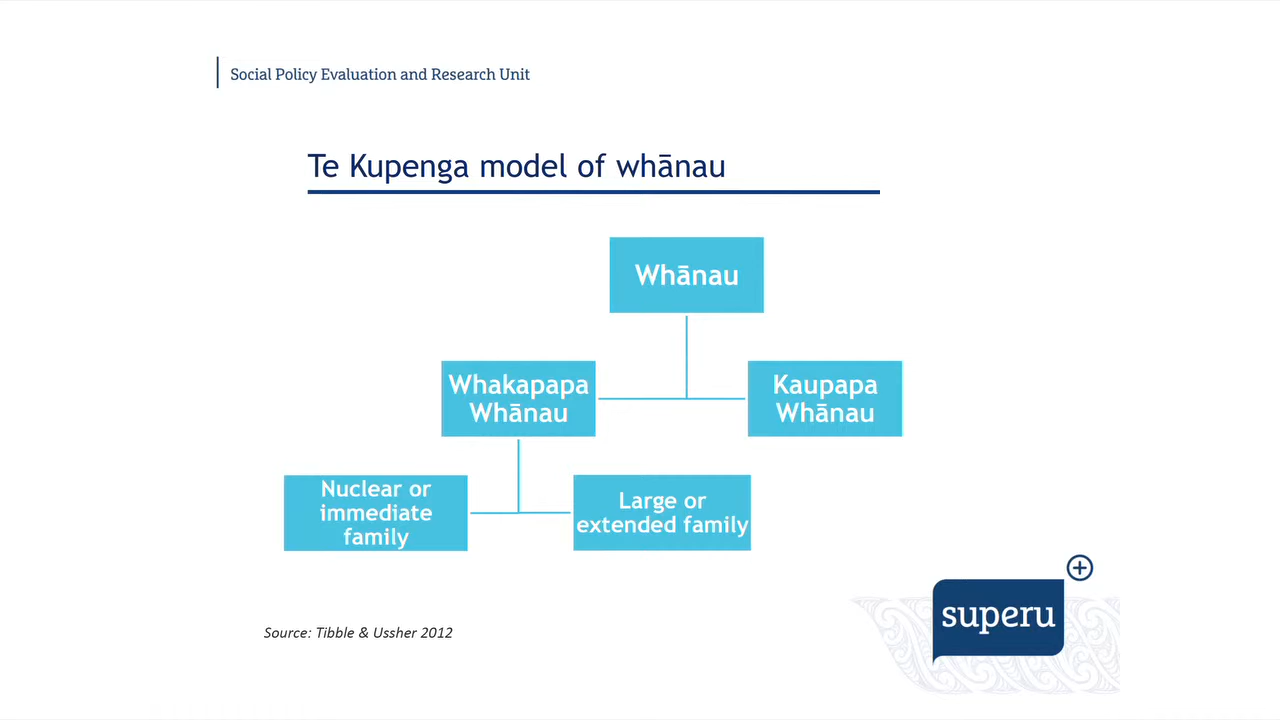 Social Policy Evaluation and Research Unit
Te Kupenga model of whānau
Whānau
Whakapapa
Whānau
Kaupapa
Whānau
Nuclear or
immediate
family
Large or
extended family
Source: Tibble & Ussher 2012
superu